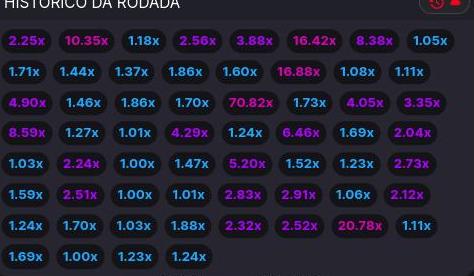 HISTÓRICO DA RODADA
2.25x 10.35x 1.18x 2.56x 3.88x 16.42x 8.38x 1.05x
1.71x 1.44x 1.37x 1.86x 1.60x 16.88x 1.08x 1.11x
4.90x 1.46x 1.86x 1.70x 70.82x 1.73x 4.05x 3.35x
8.59x 1.27x 1.01x 4.29x 1.24x 6.46x 1.69x 2.04x
1.03x 2.24x 1.00x 1.47x 5.20x 1.52x 1.23x 2.73x
1.59x 2.51x 1.00x 1.01x 2.83x 2.91x 1.06x 2.12x
1.24x 1.70x 1.03x 1.88x 2.32x 2.52x 20.78x 1.11x
1.69x 1.00x 1.23x 1.24x